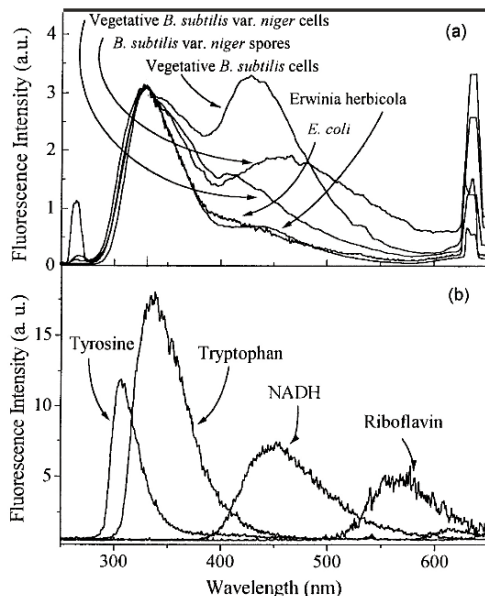 Vegetative B. subtilis var. niger cells
B. subtilis var. niger spores
Vegetative B. subtilis cells
(a)
Erwinia herbicola
E. coli
Fluorescence Intensity (a.u.)
4
3
2
1
0
(b)
Tyrosine
Tryptophan
NADH
Riboflavin
Fluorescence Intensity (a. u.)
15
10
5
300 400 500 600
Wavelength (nm)